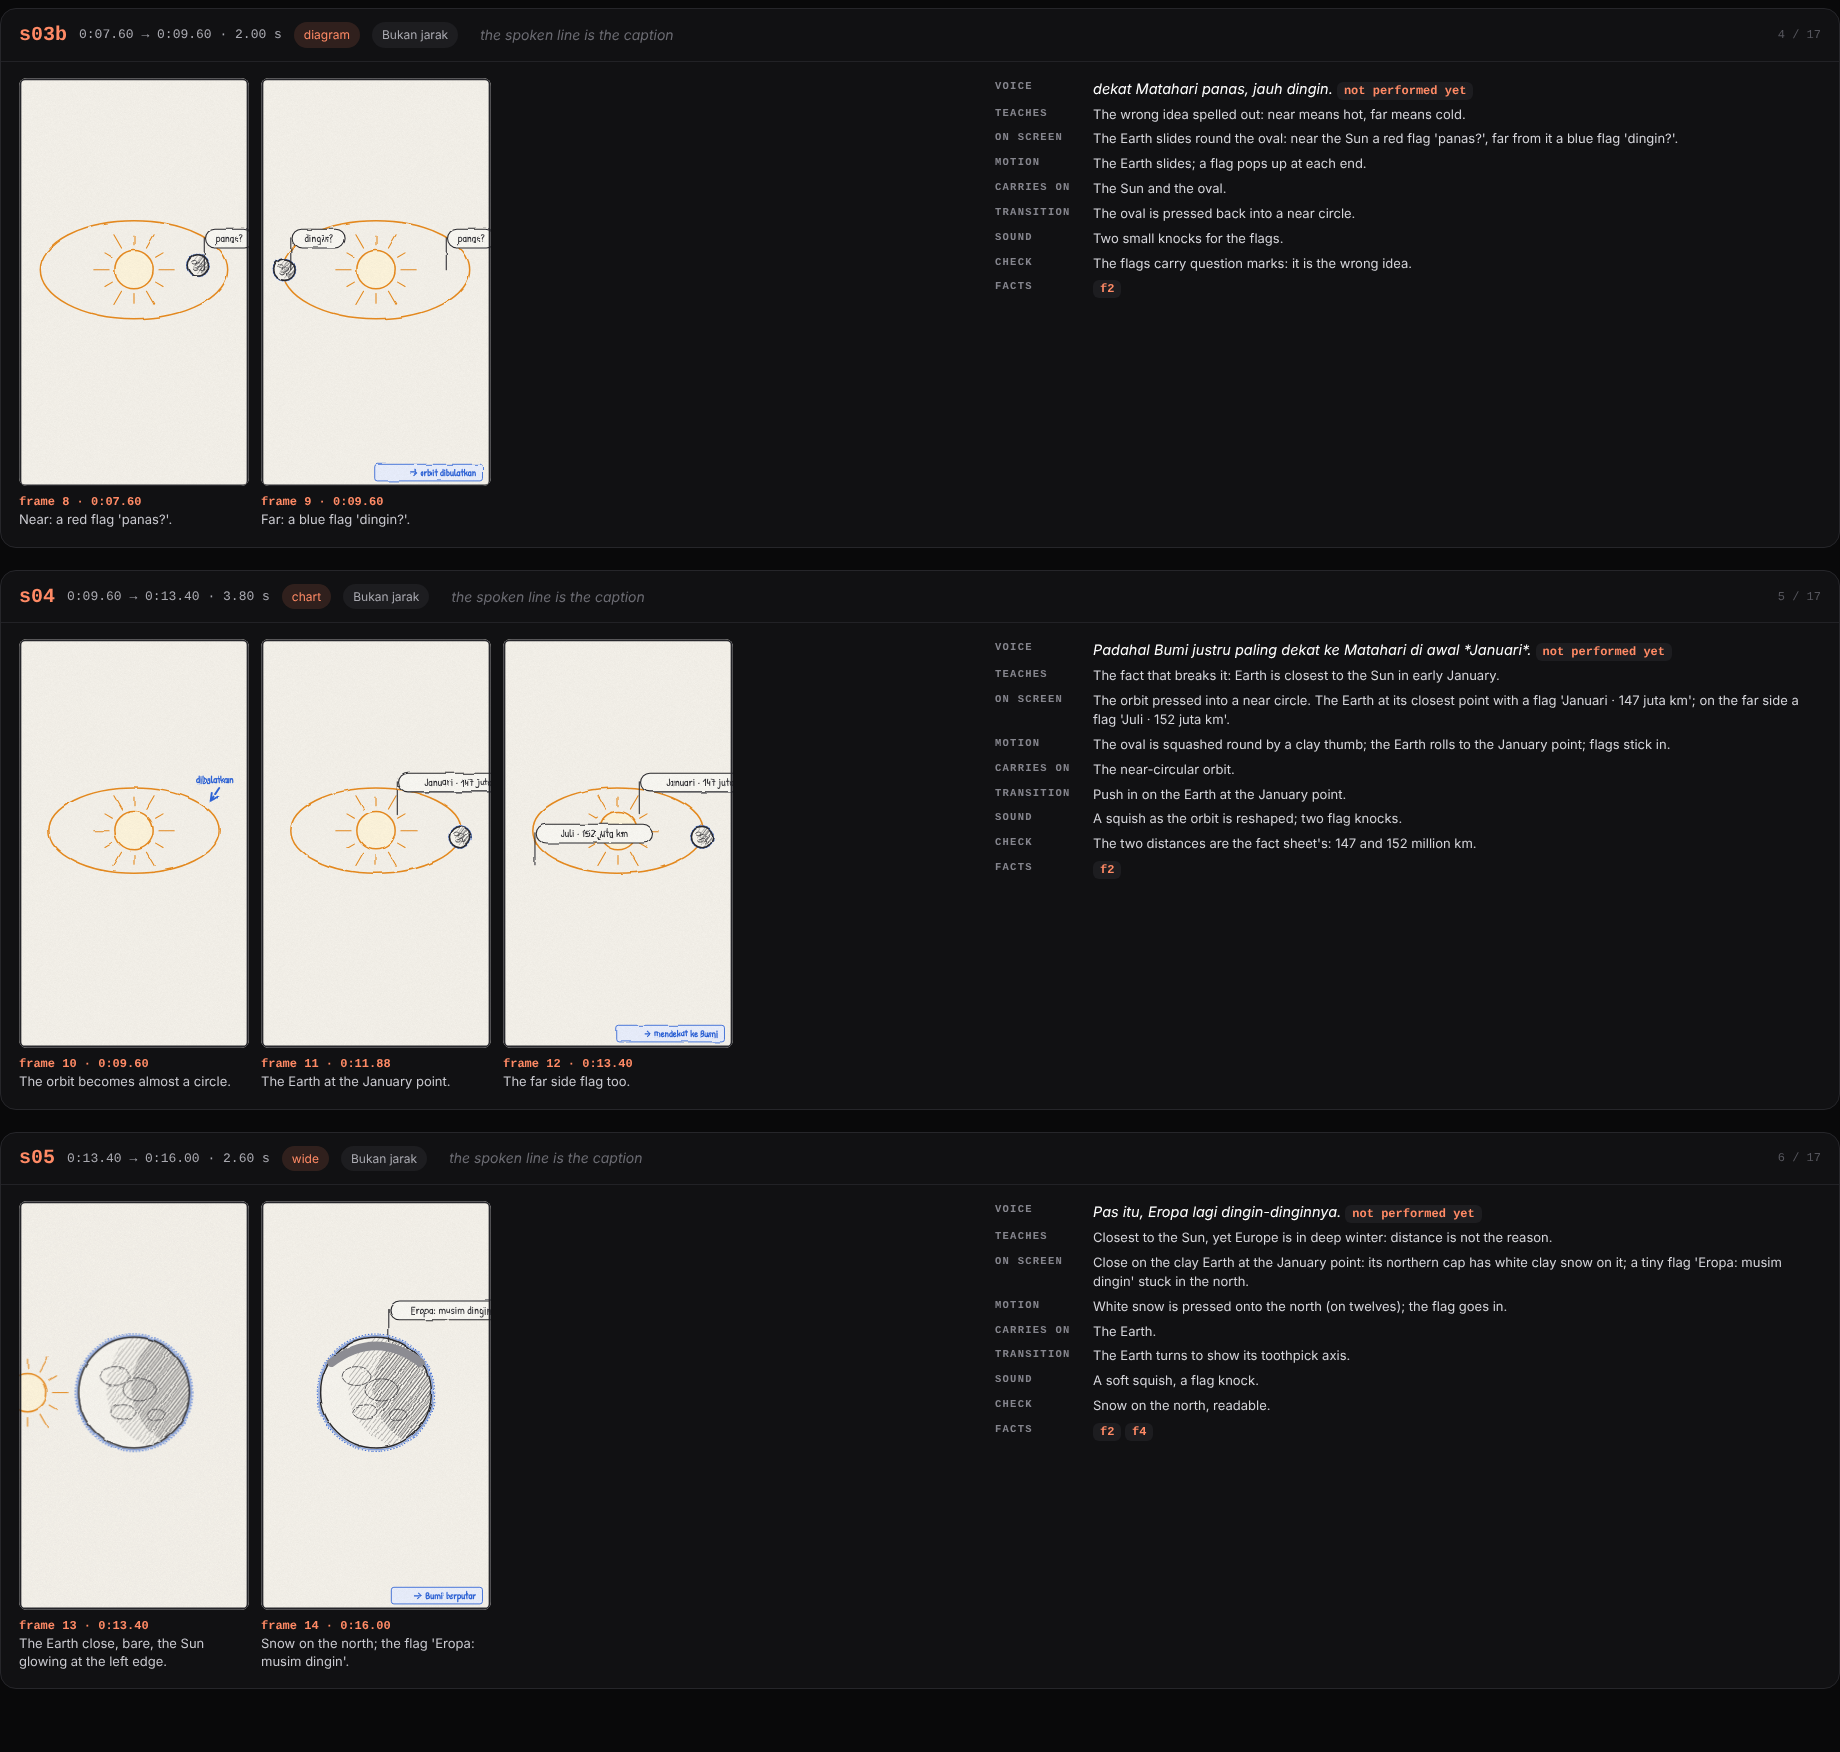 s03b 0:07.60 → 0:09.60 · 2.00 s diagram Bukan jarak the spoken line is the caption 4 / 17
panas?
dingin?
panas?
→ orbit dibulatkan
frame 8 · 0:07.60
Near: a red flag 'panas?'.
frame 9 · 0:09.60
Far: a blue flag 'dingin?'.
VOICE dekat Matahari panas, jauh dingin. not performed yet
TEACHES The wrong idea spelled out: near means hot, far means cold.
ON SCREEN The Earth slides round the oval: near the Sun a red flag 'panas?', far from it a blue flag 'dingin?'.
MOTION The Earth slides; a flag pops up at each end.
CARRIES ON The Sun and the oval.
TRANSITION The oval is pressed back into a near circle.
SOUND Two small knocks for the flags.
CHECK The flags carry question marks: it is the wrong idea.
FACTS f2
s04 0:09.60 → 0:13.40 · 3.80 s chart Bukan jarak the spoken line is the caption 5 / 17
dibulatkan
Januari · 147 jut
Januari · 147 jut
Juli · 152 juta km
→ mendekat ke Bumi
frame 10 · 0:09.60
The orbit becomes almost a circle.
frame 11 · 0:11.88
The Earth at the January point.
frame 12 · 0:13.40
The far side flag too.
VOICE Padahal Bumi justru paling dekat ke Matahari di awal *Januari*. not performed yet
TEACHES The fact that breaks it: Earth is closest to the Sun in early January.
ON SCREEN The orbit pressed into a near circle. The Earth at its closest point with a flag 'Januari · 147 juta km'; on the far side a
flag 'Juli · 152 juta km'.
MOTION The oval is squashed round by a clay thumb; the Earth rolls to the January point; flags stick in.
CARRIES ON The near-circular orbit.
TRANSITION Push in on the Earth at the January point.
SOUND A squish as the orbit is reshaped; two flag knocks.
CHECK The two distances are the fact sheet's: 147 and 152 million km.
FACTS f2
s05 0:13.40 → 0:16.00 · 2.60 s wide Bukan jarak the spoken line is the caption 6 / 17
Eropa: musim dingin
→ Bumi berputar
frame 13 · 0:13.40
The Earth close, bare, the Sun
glowing at the left edge.
frame 14 · 0:16.00
Snow on the north; the flag 'Eropa:
musim dingin'.
VOICE Pas itu, Eropa lagi dingin-dinginnya. not performed yet
TEACHES Closest to the Sun, yet Europe is in deep winter: distance is not the reason.
ON SCREEN Close on the clay Earth at the January point: its northern cap has white clay snow on it; a tiny flag 'Eropa: musim
dingin' stuck in the north.
MOTION White snow is pressed onto the north (on twelves); the flag goes in.
CARRIES ON The Earth.
TRANSITION The Earth turns to show its toothpick axis.
SOUND A soft squish, a flag knock.
CHECK Snow on the north, readable.
FACTS f2 f4